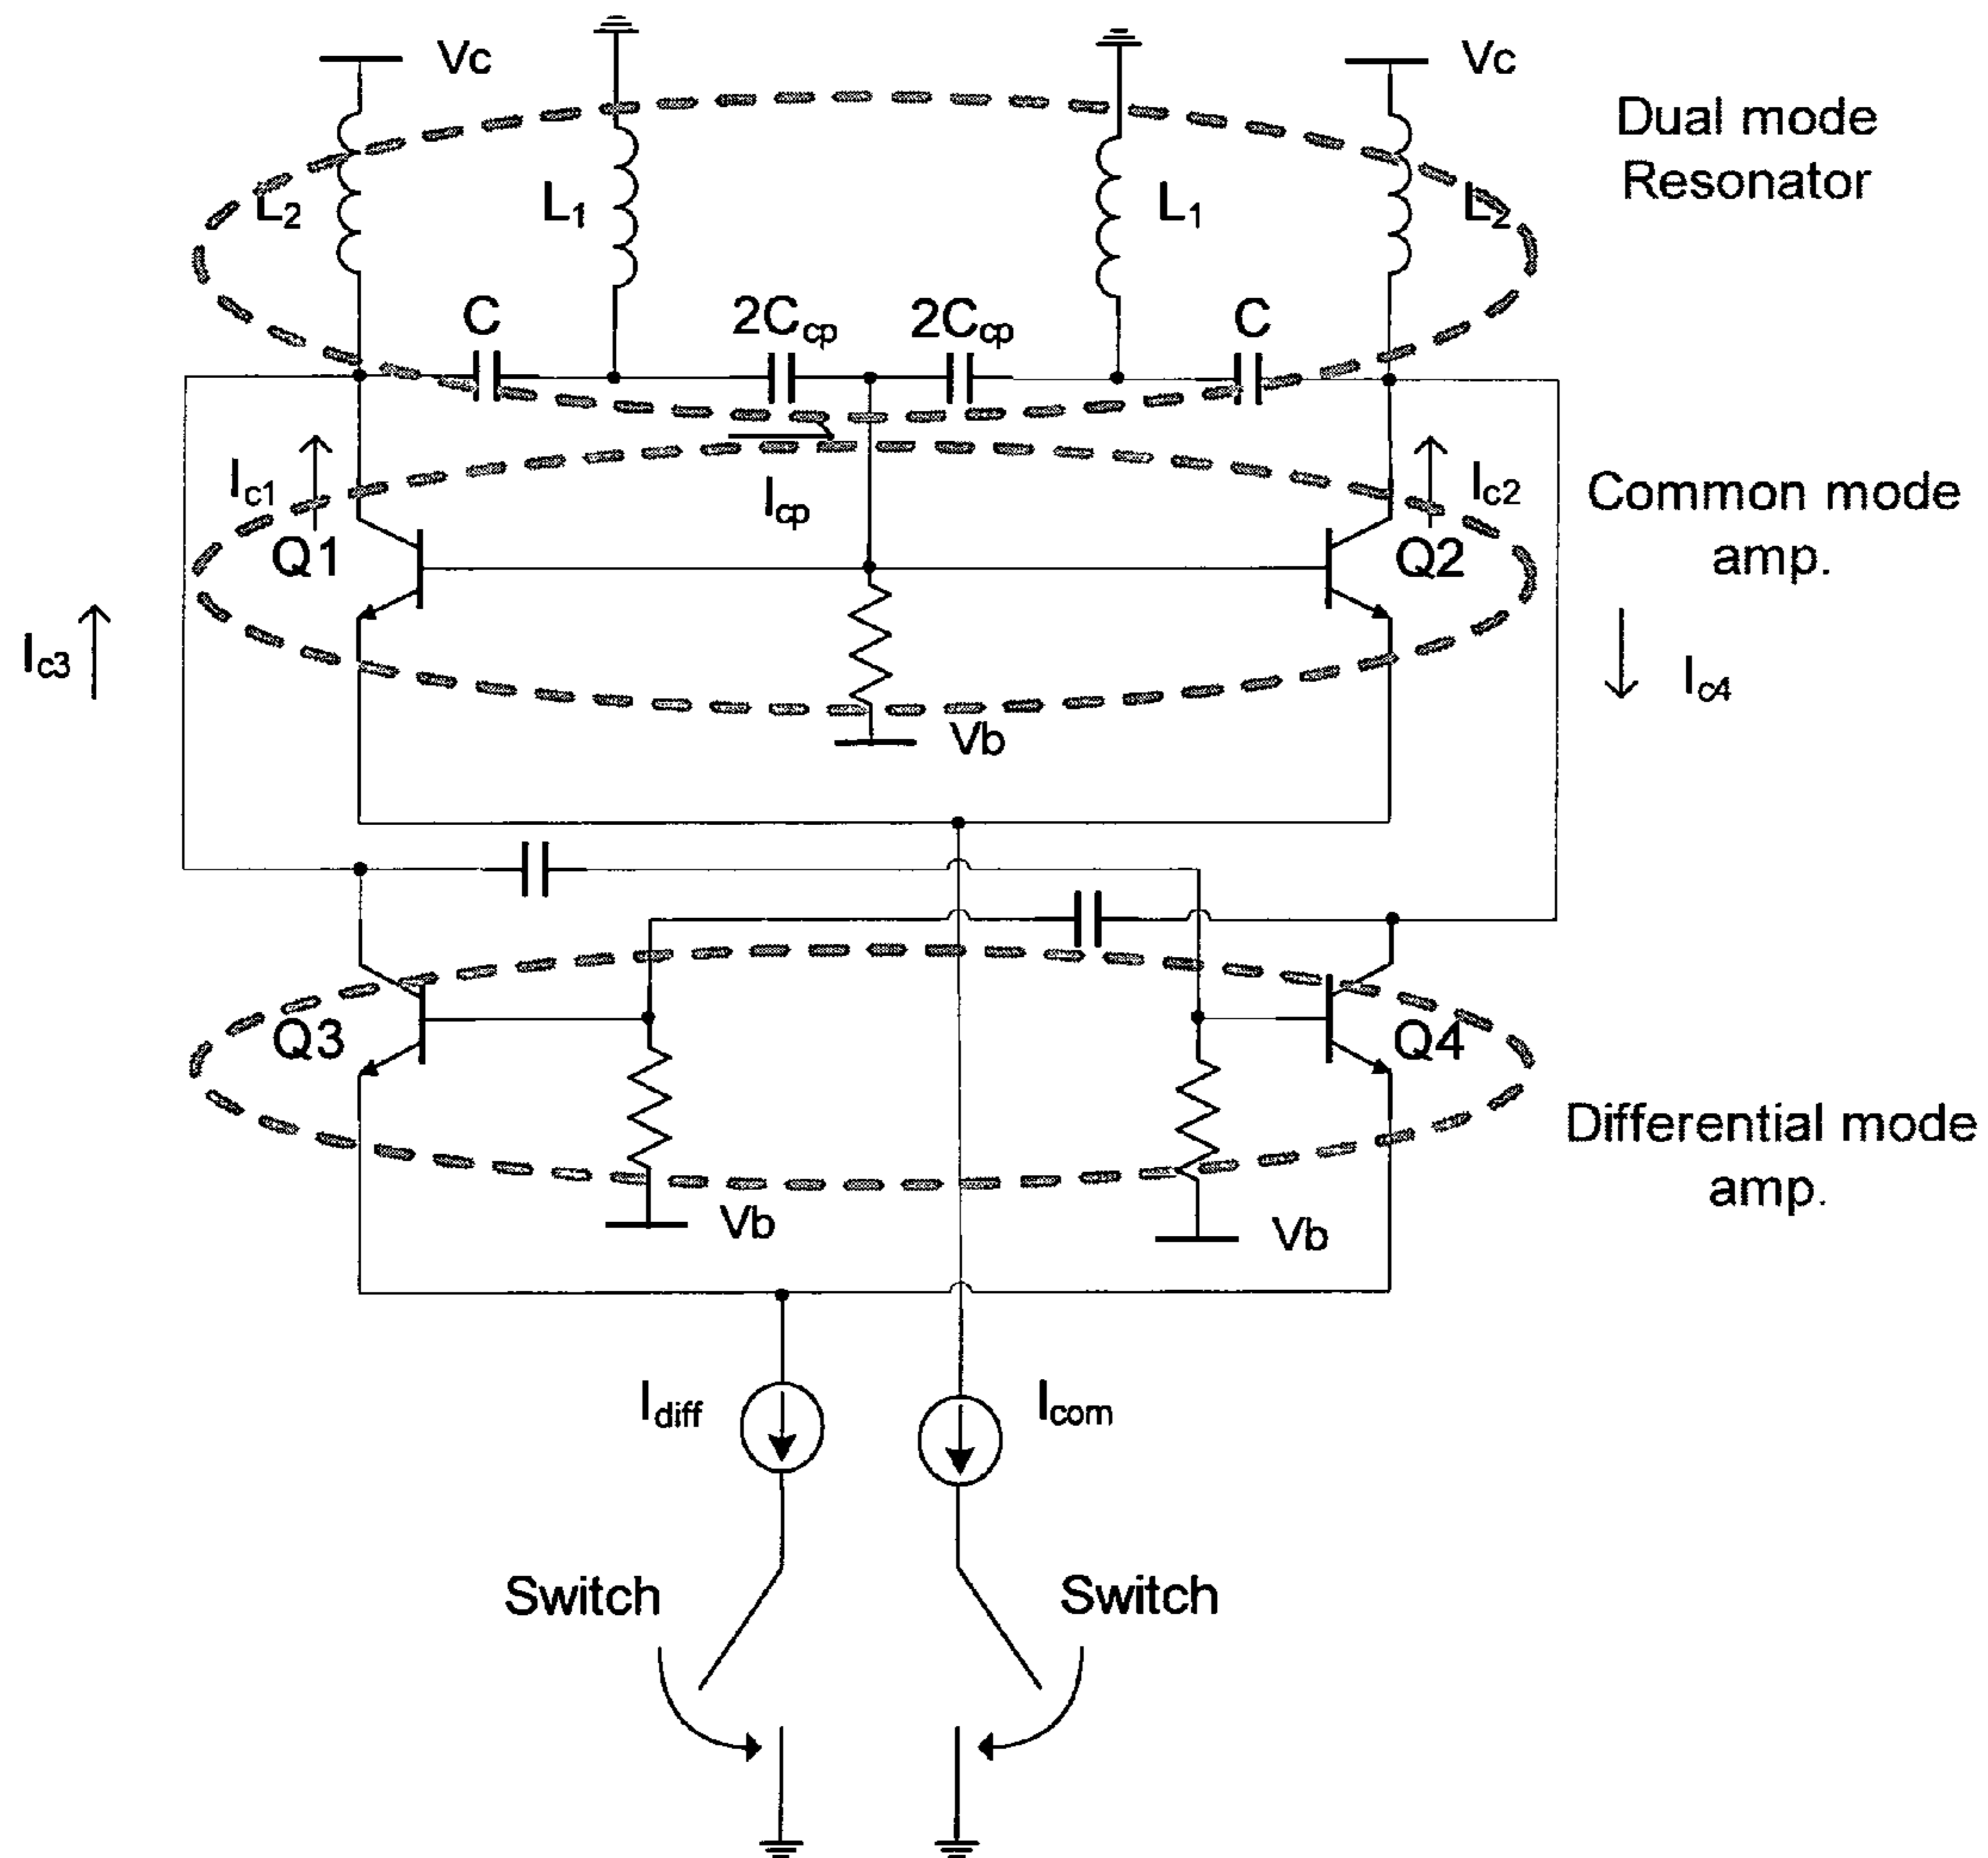 Vc
Vc
Dual mode
Resonator
L2
L1
L1
L2
C
2Ccp
2Ccp
C
Ic1
Icp
Ic2
Common mode
amp.
Q1
Q2
Ic3
Ic4
Vb
Q3
Q4
Differential mode
amp.
Vb
Vb
Idiff
Icom
Switch
Switch